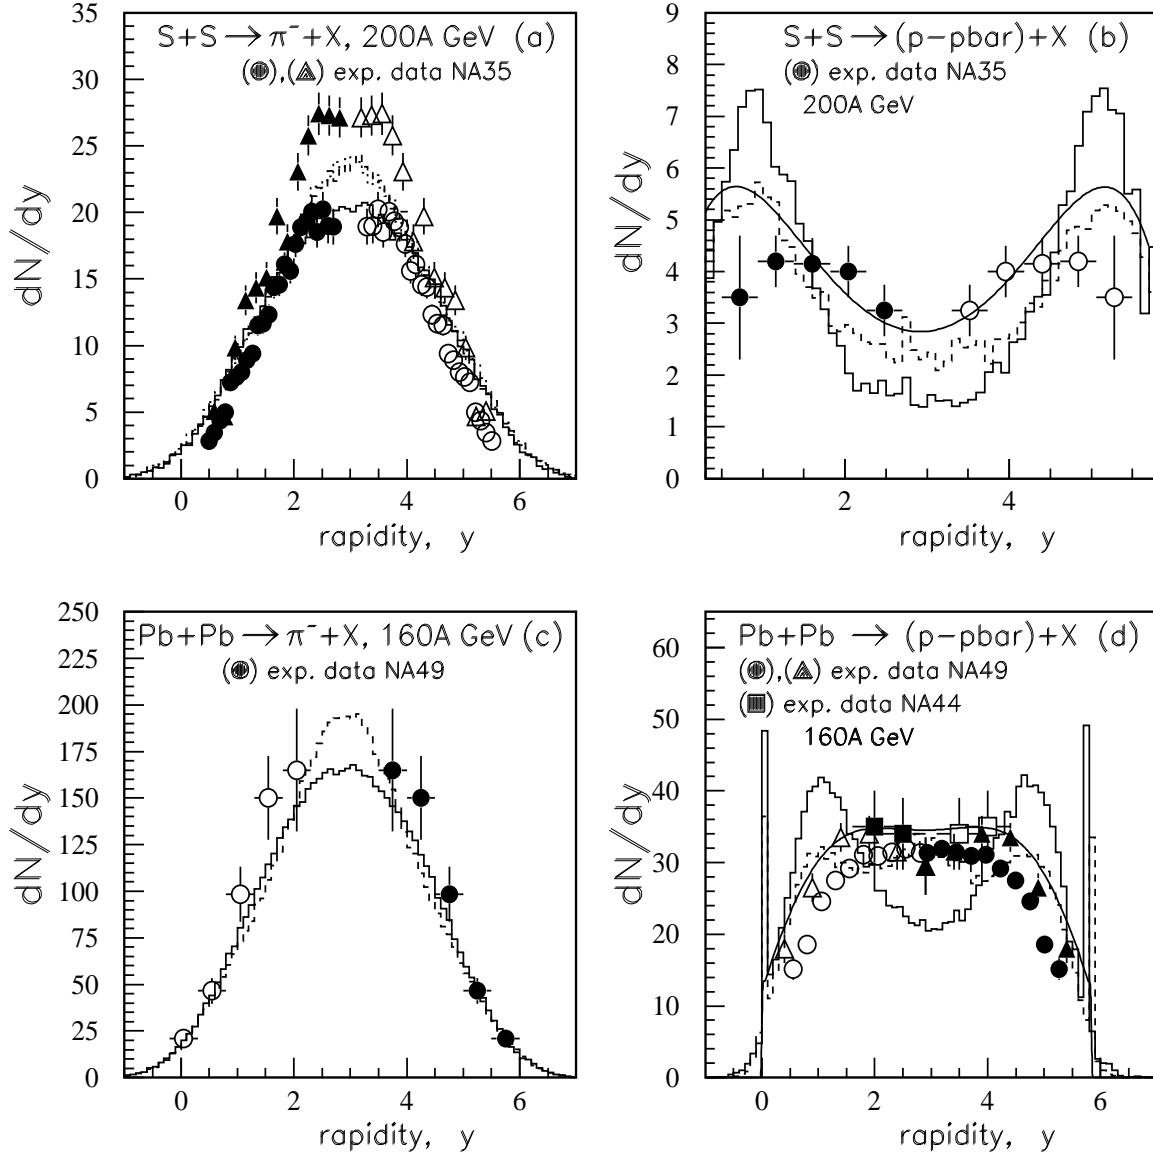 S+S → π⁻+X, 200A GeV (a)
(●),(▲) exp. data NA35
dN/dy
35
30
25
20
15
10
5
0
0 2 4 6
rapidity, y
S+S → (p-pbar)+X (b)
(●) exp. data NA35
200A GeV
dN/dy
9
8
7
6
5
4
3
2
1
0
2 4
rapidity, y
Pb+Pb → π⁻+X, 160A GeV (c)
(●) exp. data NA49
dN/dy
250
225
200
175
150
125
100
75
50
25
0
0 2 4 6
rapidity, y
Pb+Pb → (p-pbar)+X (d)
(●),(▲) exp. data NA49
(■) exp. data NA44
160A GeV
dN/dy
60
50
40
30
20
10
0
0 2 4 6
rapidity, y